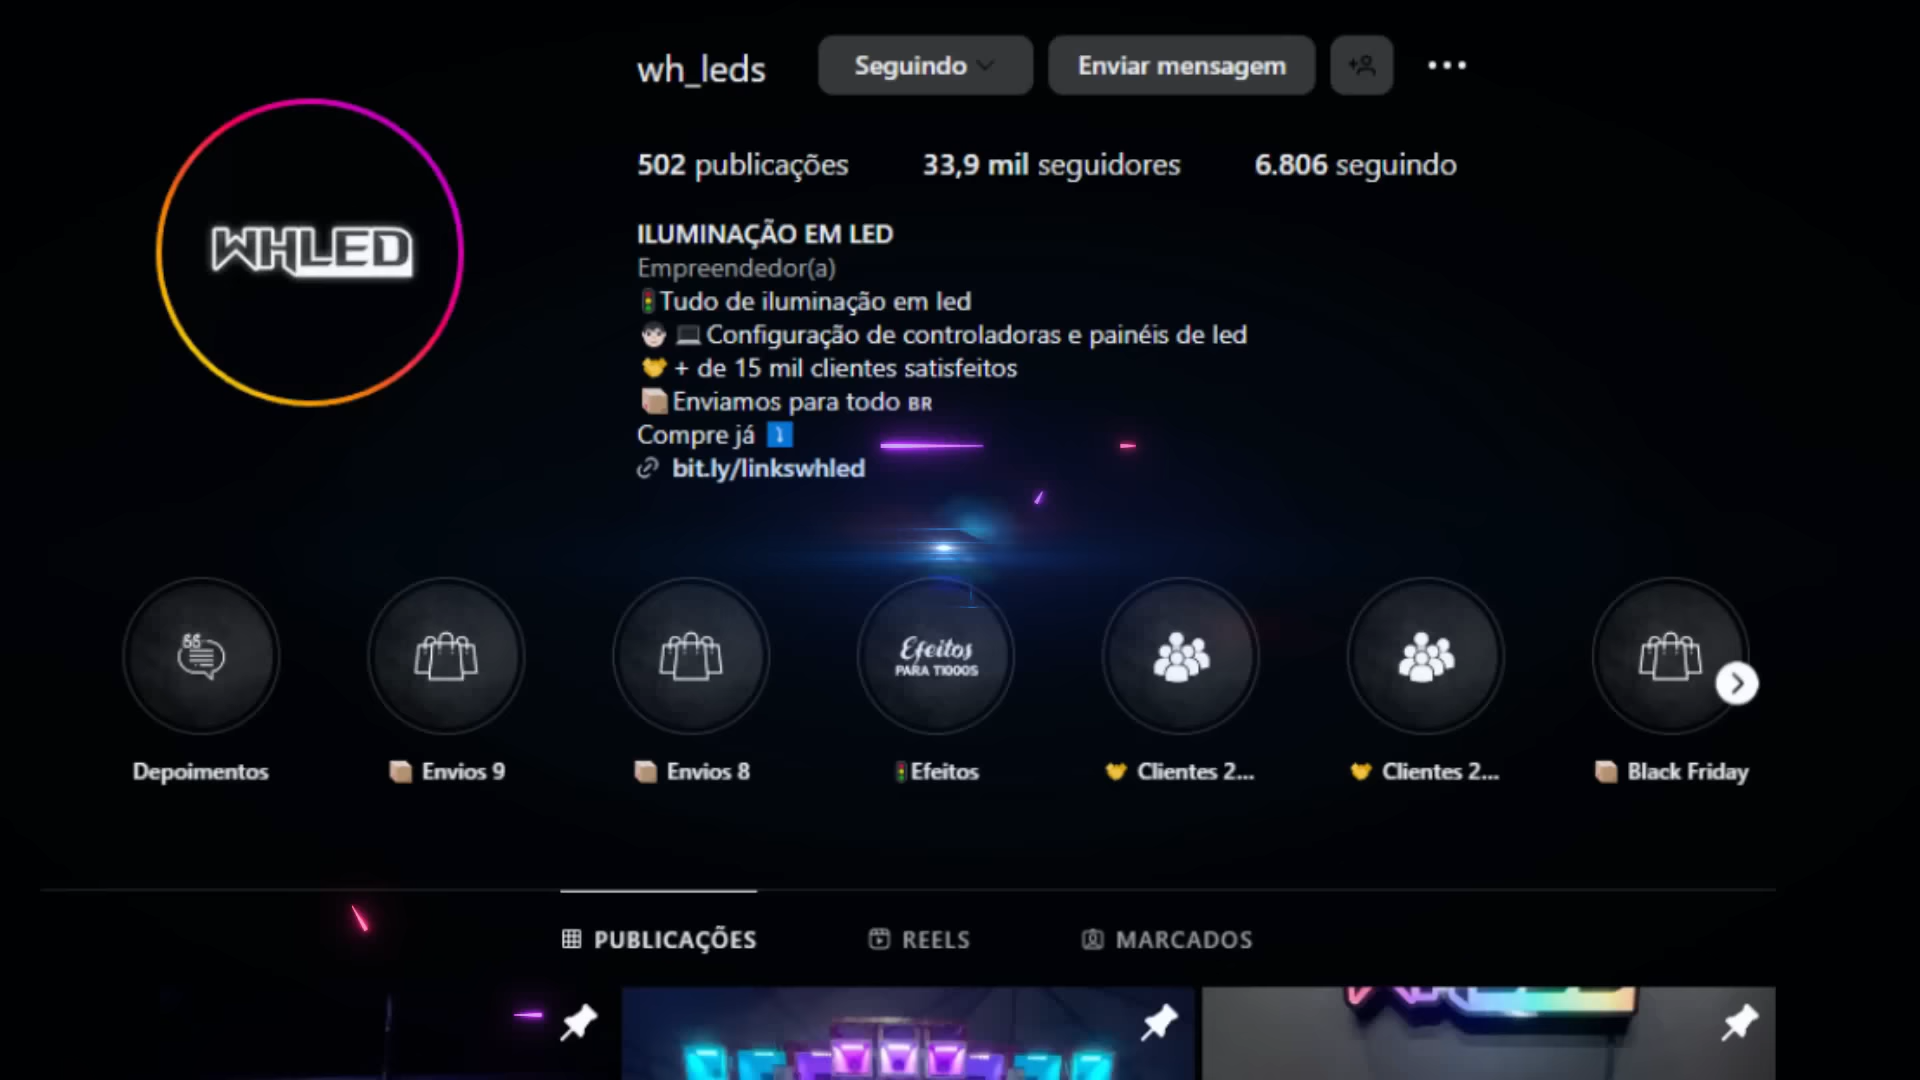 wh_leds
Seguindo
Enviar mensagem
502 publicações
33,9 mil seguidores
6.806 seguindo
WHLED
ILUMINAÇÃO EM LED
Empreendedor(a)
🚦Tudo de iluminação em led
👨🏻‍💻Configuração de controladoras e painéis de led
🤝+ de 15 mil clientes satisfeitos
📦Enviamos para todo BR
Compre já ⤵️
bit.ly/linkswhled
Efeitos
PARA T1000S
Depoimentos
📦 Envios 9
📦 Envios 8
🚦Efeitos
🤝 Clientes 2...
🤝 Clientes 2...
📦 Black Friday
PUBLICAÇÕES
REELS
MARCADOS